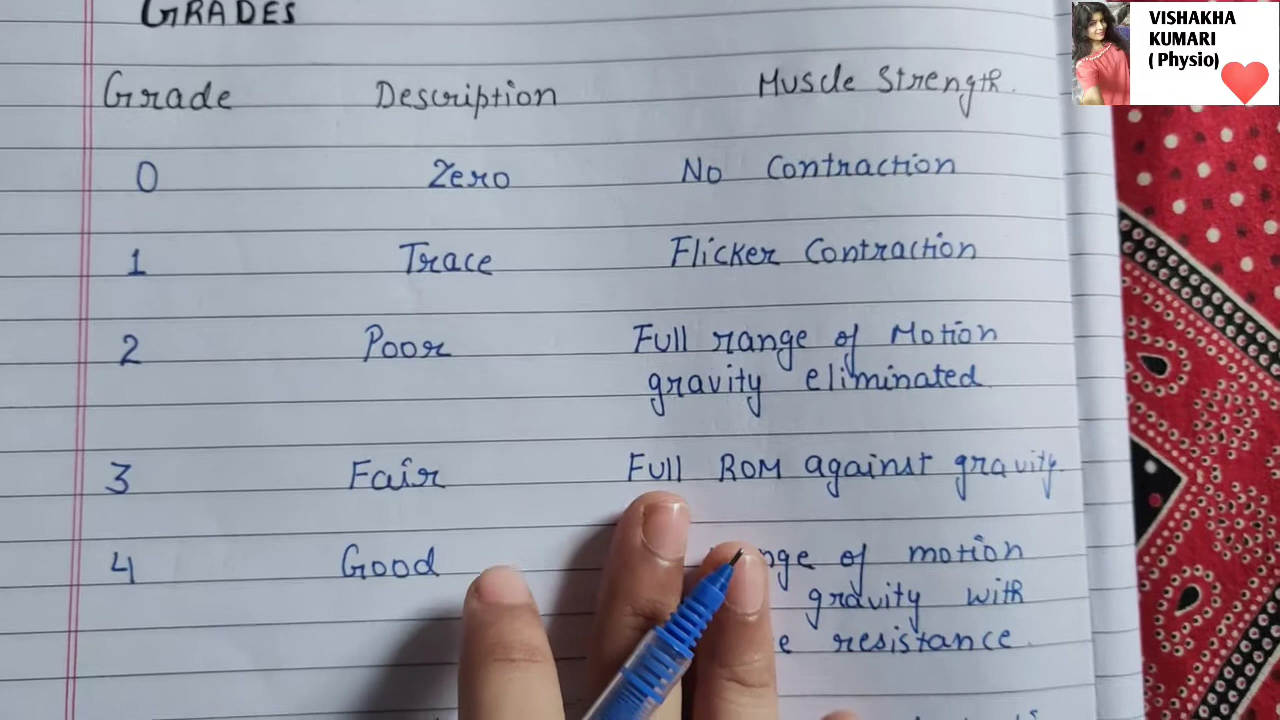 GRADES
Grade Description Muscle Strength.
0 Zero No Contraction
1 Trace Flicker Contraction
2 Poor Full range of Motion
gravity eliminated
3 Fair Full ROM against gravity.
4 Good of motion
gravity with
resistance.
VISHAKHA
KUMARI
(Physio)